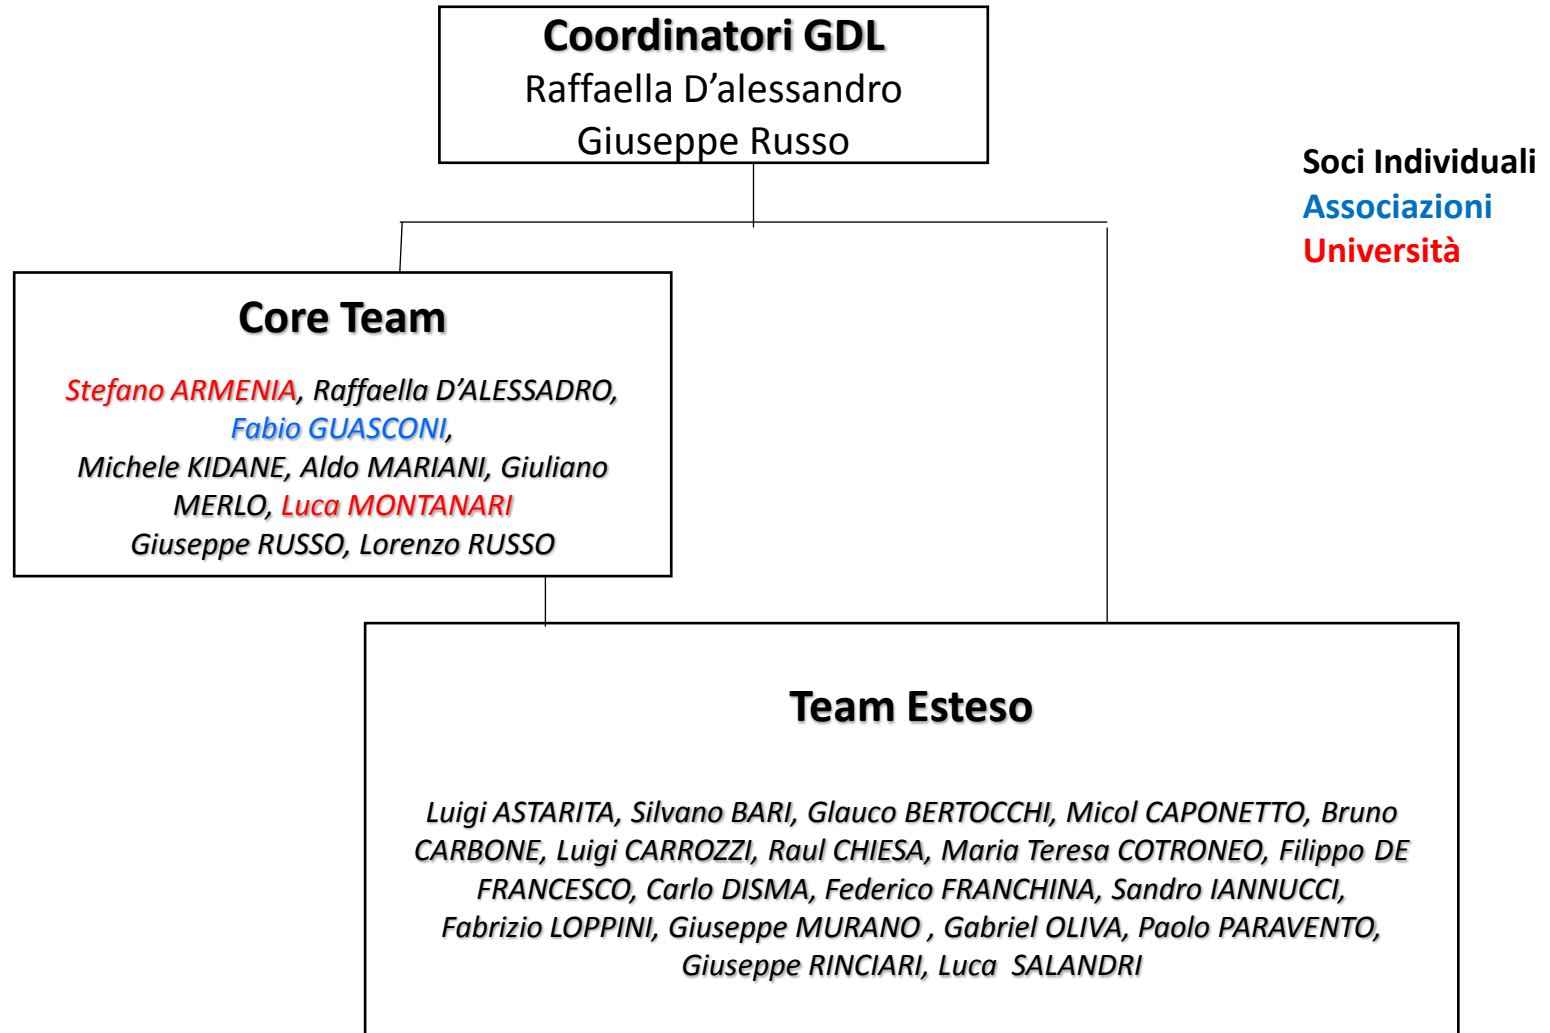 Coordinatori GDL
Raffaella D’alessandro
Giuseppe Russo
Soci Individuali
Associazioni
Università
Core Team
Stefano ARMENIA, Raffaella D’ALESSADRO,
Fabio GUASCONI,
Michele KIDANE, Aldo MARIANI, Giuliano
MERLO, Luca MONTANARI
Giuseppe RUSSO, Lorenzo RUSSO
Team Esteso
Luigi ASTARITA, Silvano BARI, Glauco BERTOCCHI, Micol CAPONETTO, Bruno
CARBONE, Luigi CARROZZI, Raul CHIESA, Maria Teresa COTRONEO, Filippo DE
FRANCESCO, Carlo DISMA, Federico FRANCHINA, Sandro IANNUCCI,
Fabrizio LOPPINI, Giuseppe MURANO , Gabriel OLIVA, Paolo PARAVENTO,
Giuseppe RINCIARI, Luca  SALANDRI